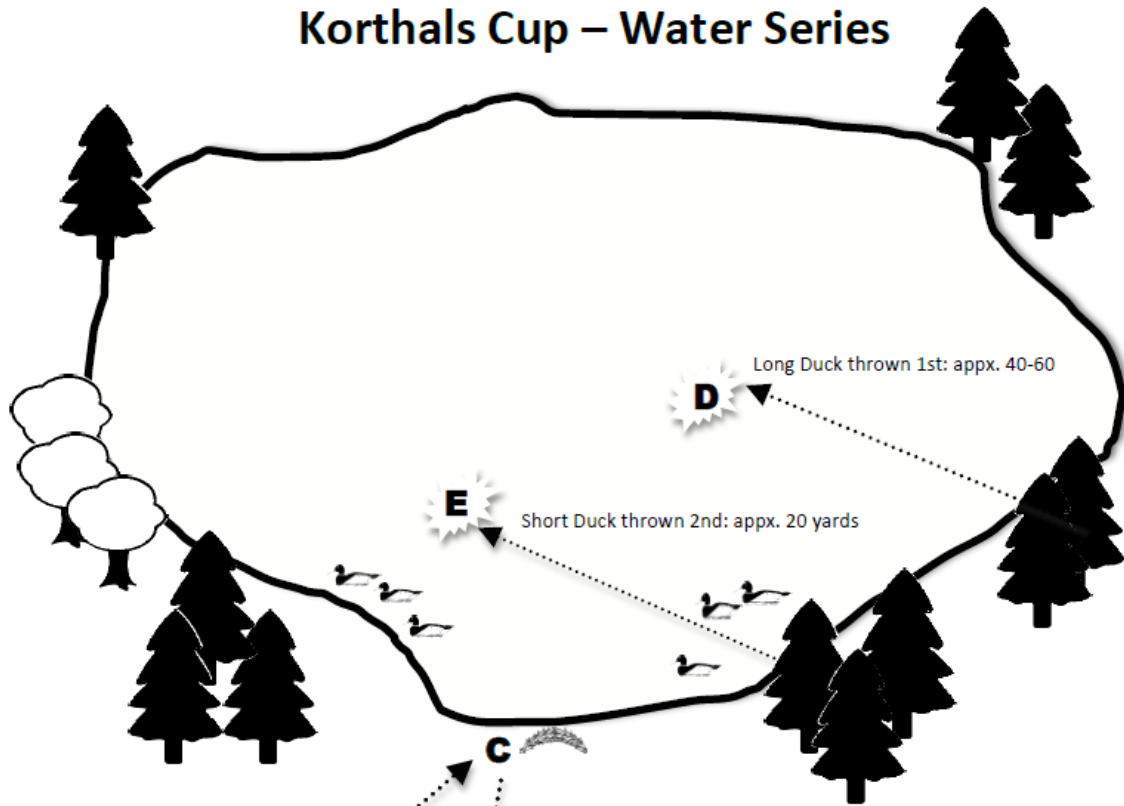 Korthals Cup – Water Series
Long Duck thrown 1st: appx. 40-60
D
E
Short Duck thrown 2nd: appx. 20 yards
C